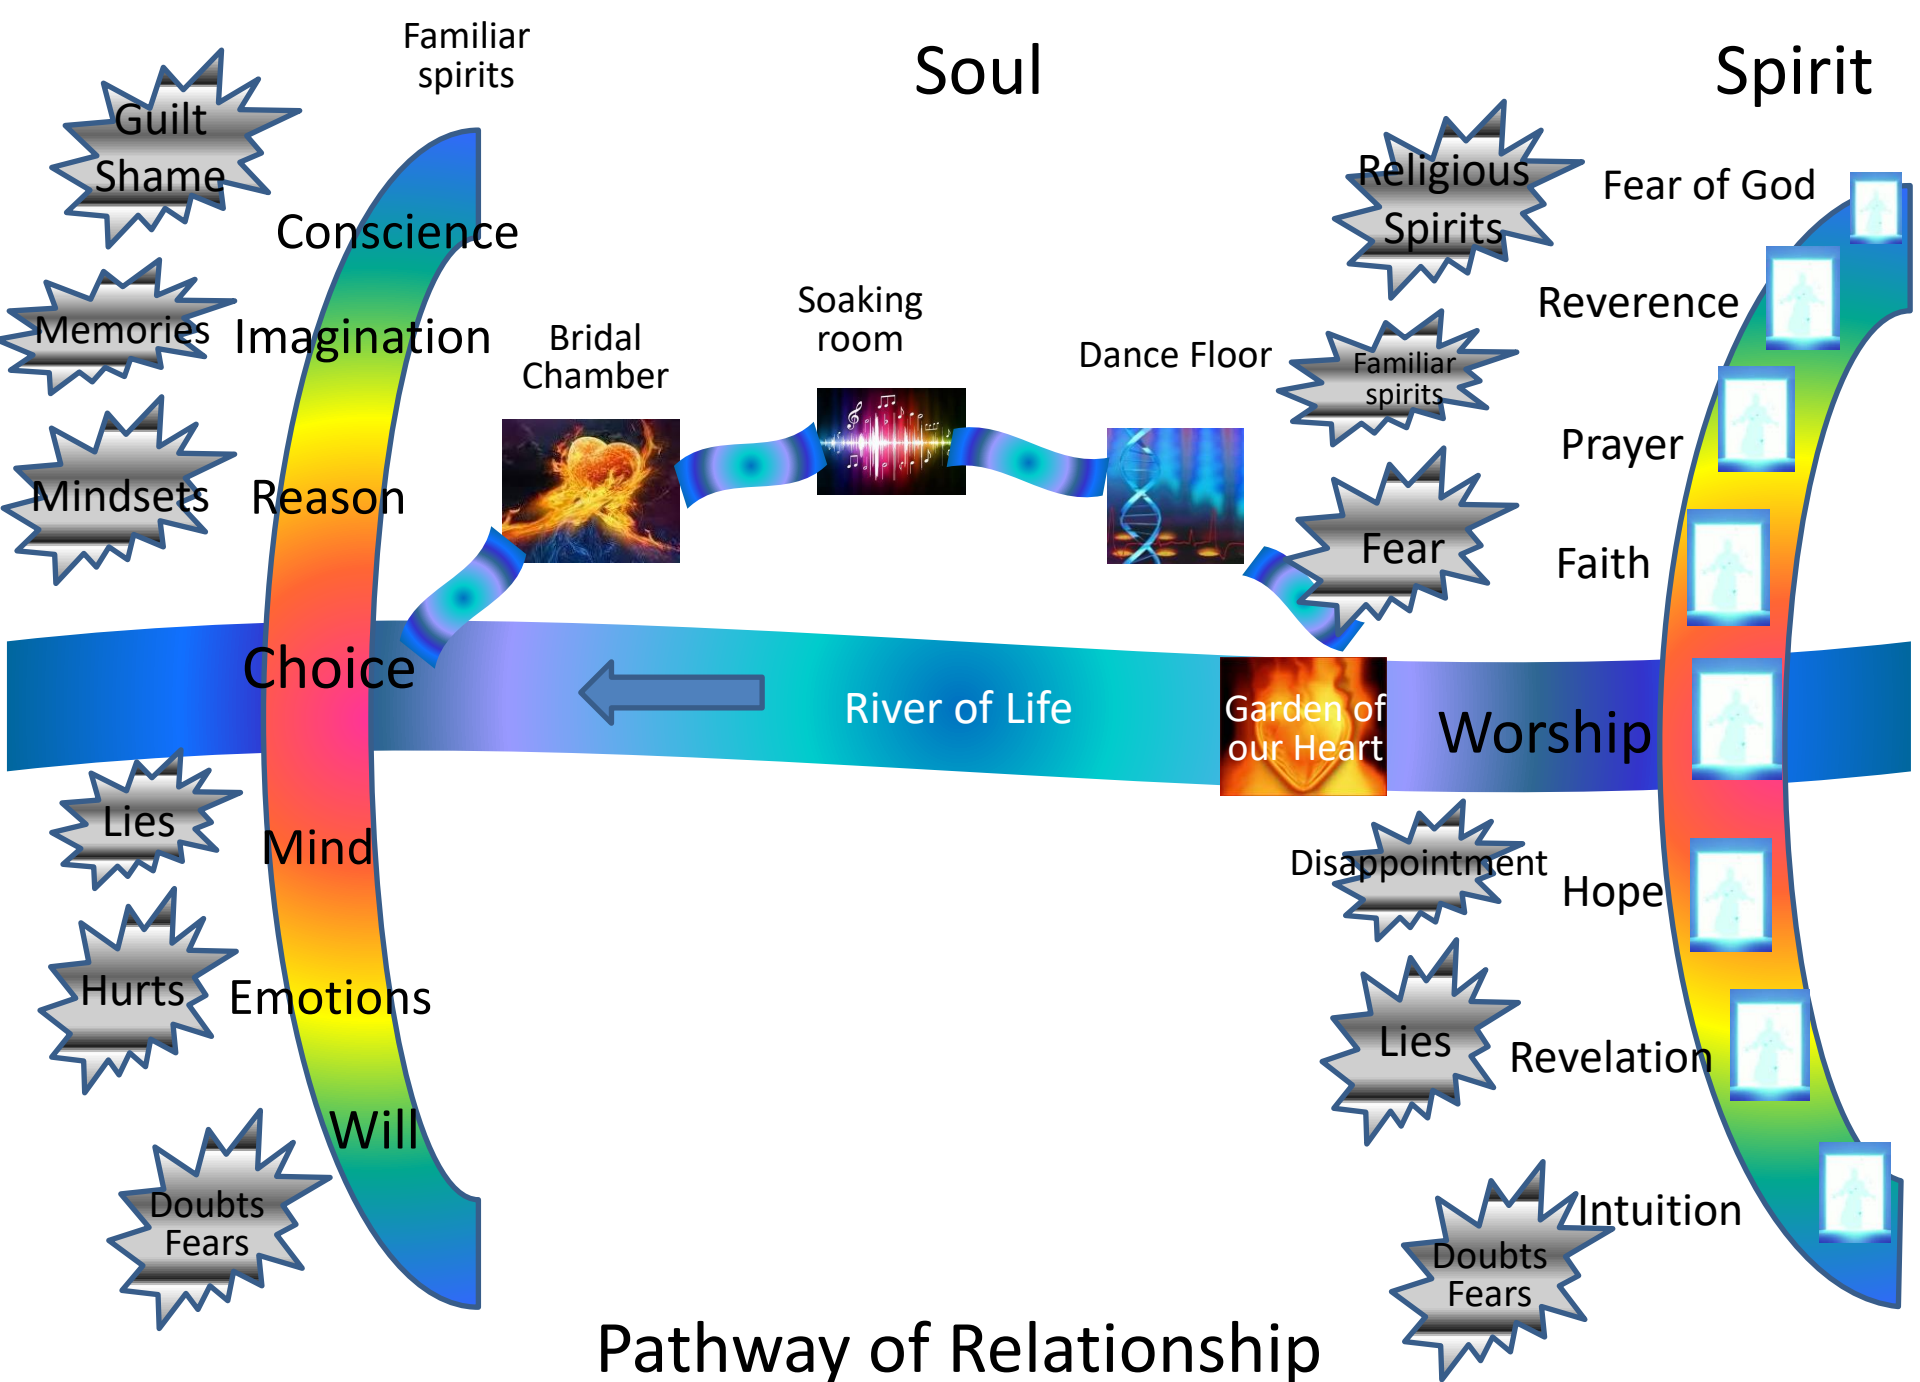 Familiar
spirits
Soul
Spirit
Guilt
Shame
Conscience
Memories
Imagination
Mindsets
Reason
Choice
Lies
Mind
Hurts
Emotions
Will
Doubts
Fears
Bridal
Chamber
Soaking
room
Dance Floor
River of Life
Garden of
our Heart
Worship
Religious
Spirits
Fear of God
Reverence
Familiar
spirits
Prayer
Fear
Faith
Disappointment
Hope
Lies
Revelation
Intuition
Doubts
Fears
Pathway of Relationship